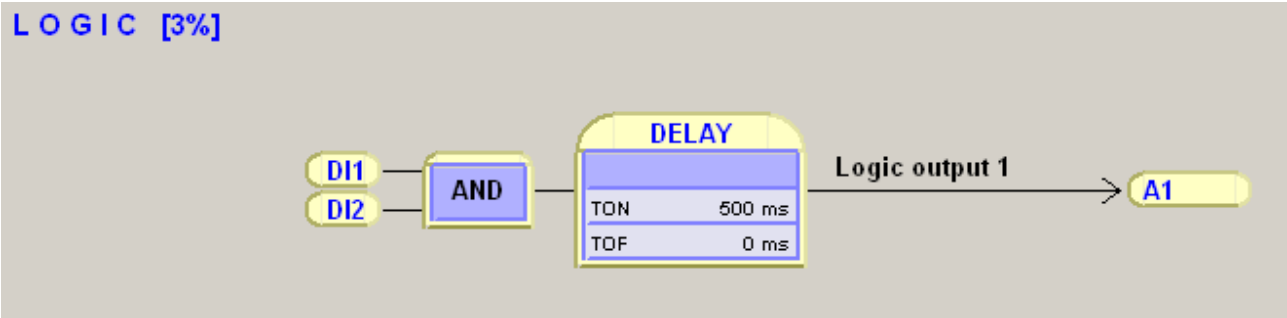 LOGIC [3%]
DELAY
DI1
AND
Logic output 1
A1
DI2
TON 500 ms
TOF 0 ms